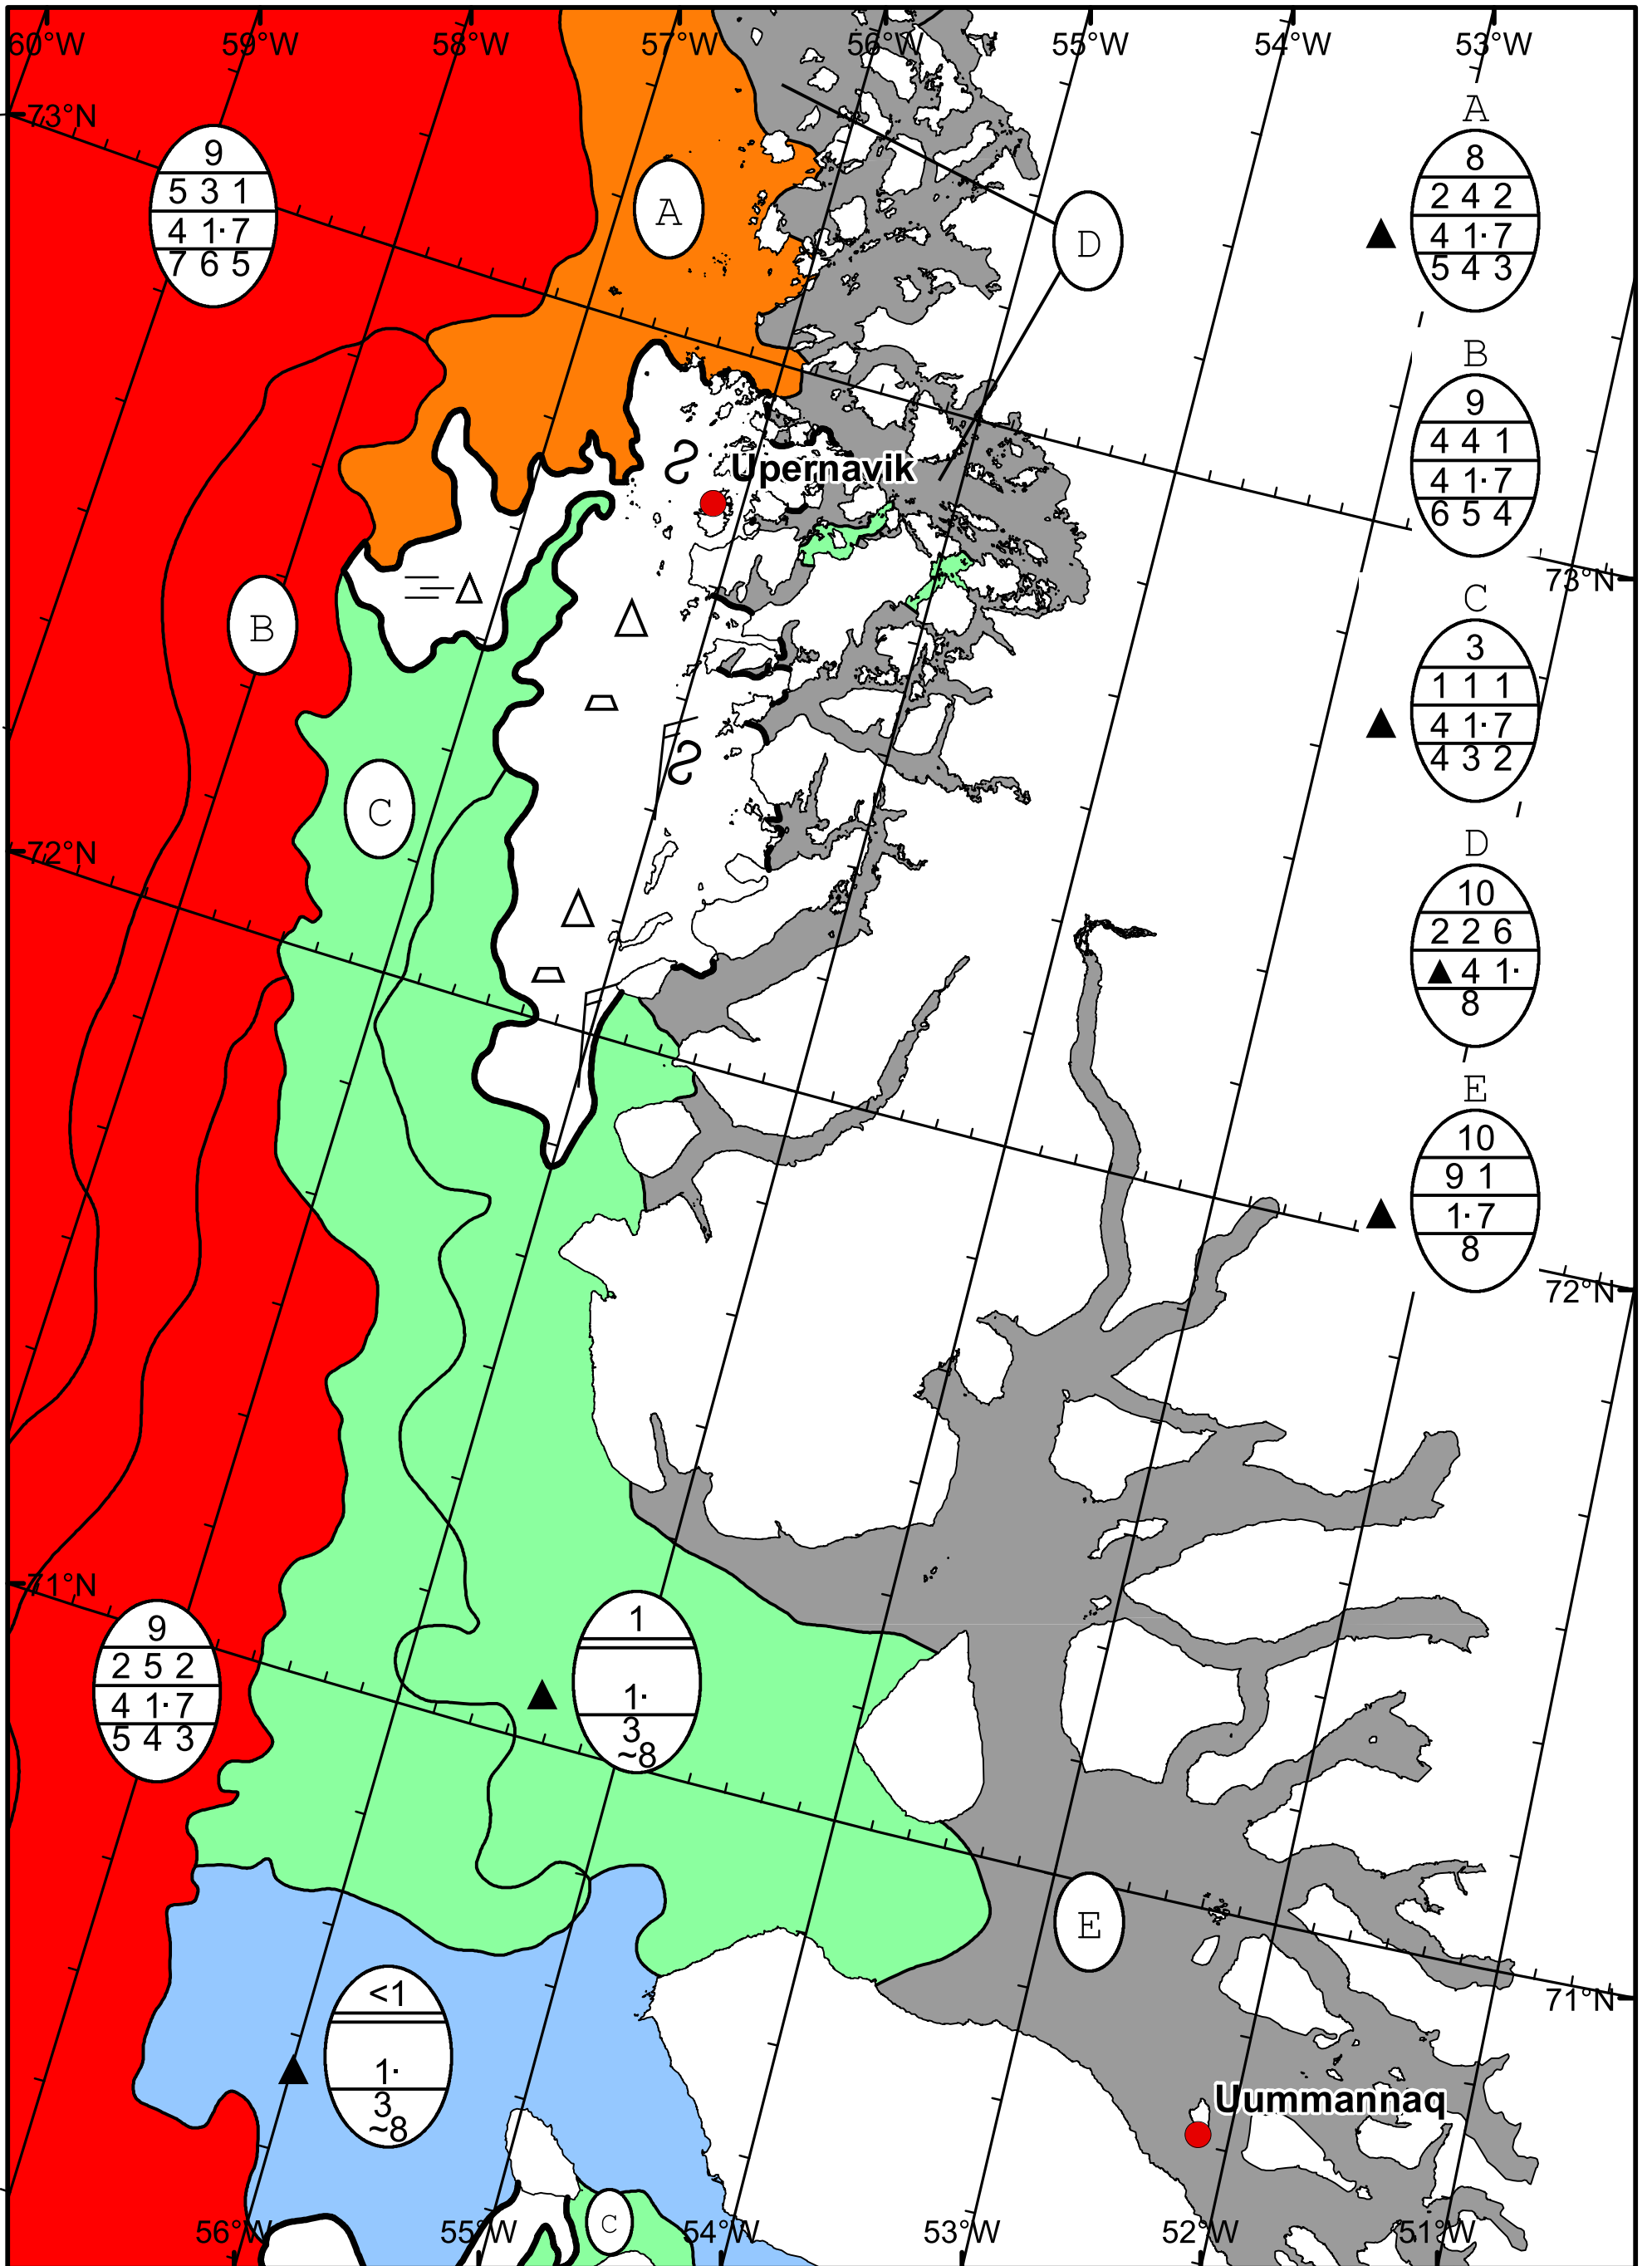 60°W 59°W 58°W 57°W 56°W 55°W 54°W 53°W
73°N
9
5 3 1
4 1· 7
7 6 5
A
D
A
8
2 4 2
4 1· 7
5 4 3
B
9
4 4 1
4 1· 7
6 5 4
Upernavik
73°N
B
C
3
1 1 1
4 1· 7
4 3 2
C
72°N
D
10
2 2 6
▲ 4 1·
8
E
10
9 1
1· 7
8
72°N
71°N
9
2 5 2
4 1· 7
5 4 3
1
1·
3
~8
E
71°N
<1
1·
3
~8
Uummannaq
C
56°W 55°W 54°W 53°W 52°W 51°W